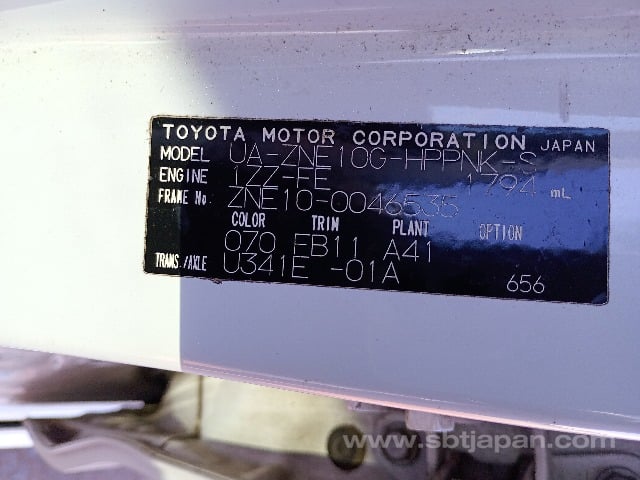 TOYOTA MOTOR CORPORATION JAPAN
MODEL UA-ZNE10G-HPPNK-S
ENGINE 1ZZ-FE 1794 mL
FRAME No. ZNE10-0046535
COLOR TRIM PLANT OPTION
070 FB11 A41
TRANS./AXLE U341E -01A
656
www.sbtjapan.com